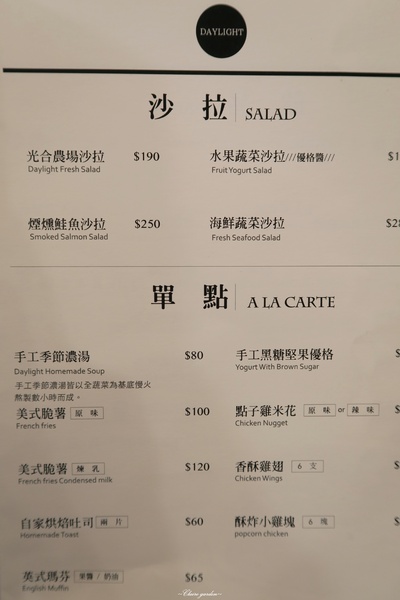 DAYLIGHT
沙 拉 SALAD
光合農場沙拉 $190
Daylight Fresh Salad
水果蔬菜沙拉///優格醬///
Fruit Yogurt Salad
煙燻鮭魚沙拉 $250
Smoked Salmon Salad
海鮮蔬菜沙拉
Fresh Seafood Salad
單 點 A LA CARTE
手工季節濃湯 $80
Daylight Homemade Soup
手工季節濃湯皆以全蔬菜為基底慢火
熬製數小時而成。
手工黑糖堅果優格
Yogurt With Brown Sugar
美式脆薯 原味 $100
French fries
點子雞米花 原味 or 辣味
Chicken Nugget
美式脆薯 煉乳 $120
French fries Condensed milk
香酥雞翅 6 支
Chicken Wings
自家烘焙吐司 兩片 $60
Homemade Toast
酥炸小雞塊 6 塊
popcorn chicken
英式瑪芬 果醬 / 奶油 $65
English Muffin
~Claire garden~